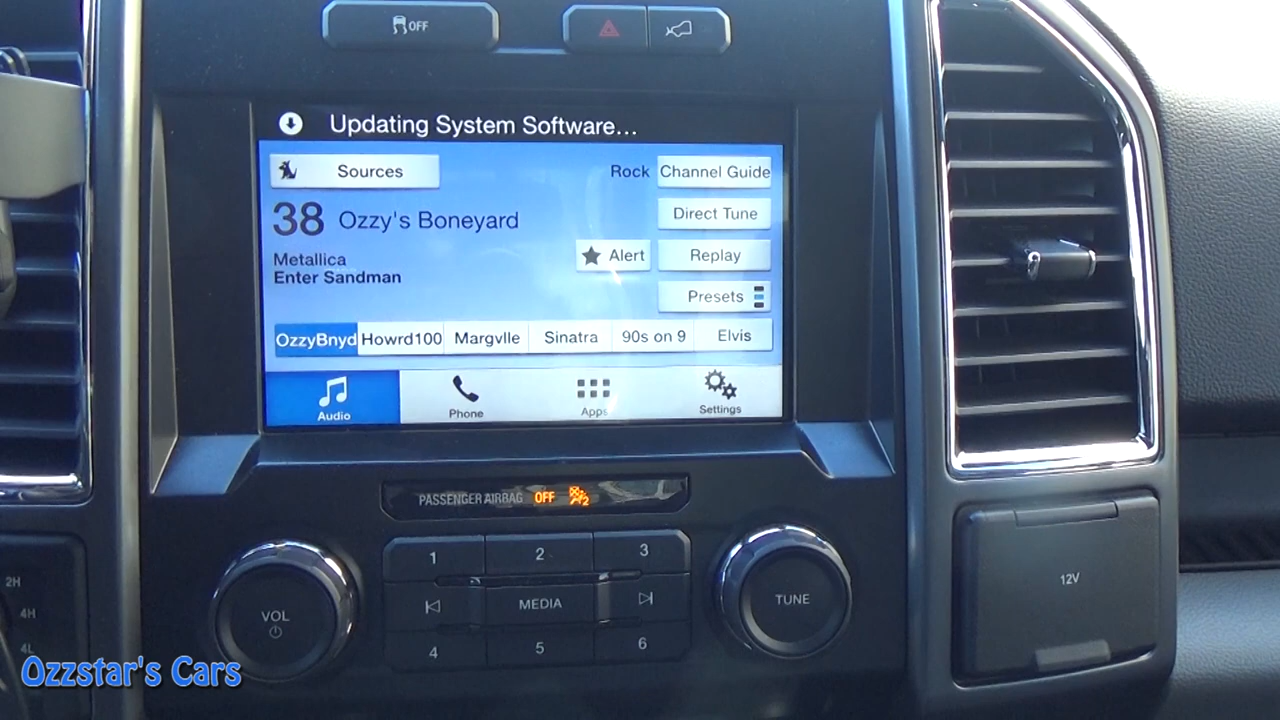 OFF
Updating System Software...
Sources
Rock
Channel Guide
38 Ozzy's Boneyard
Direct Tune
Metallica
Enter Sandman
Alert
Replay
Presets
OzzyBnyd Howrd100 Margvlle Sinatra 90s on 9 Elvis
Audio Phone Apps Settings
PASSENGER AIRBAG OFF 2
1 2 3
VOL
MEDIA
TUNE
4 5 6
12V
2H
4H
4L
Ozzstar's Cars